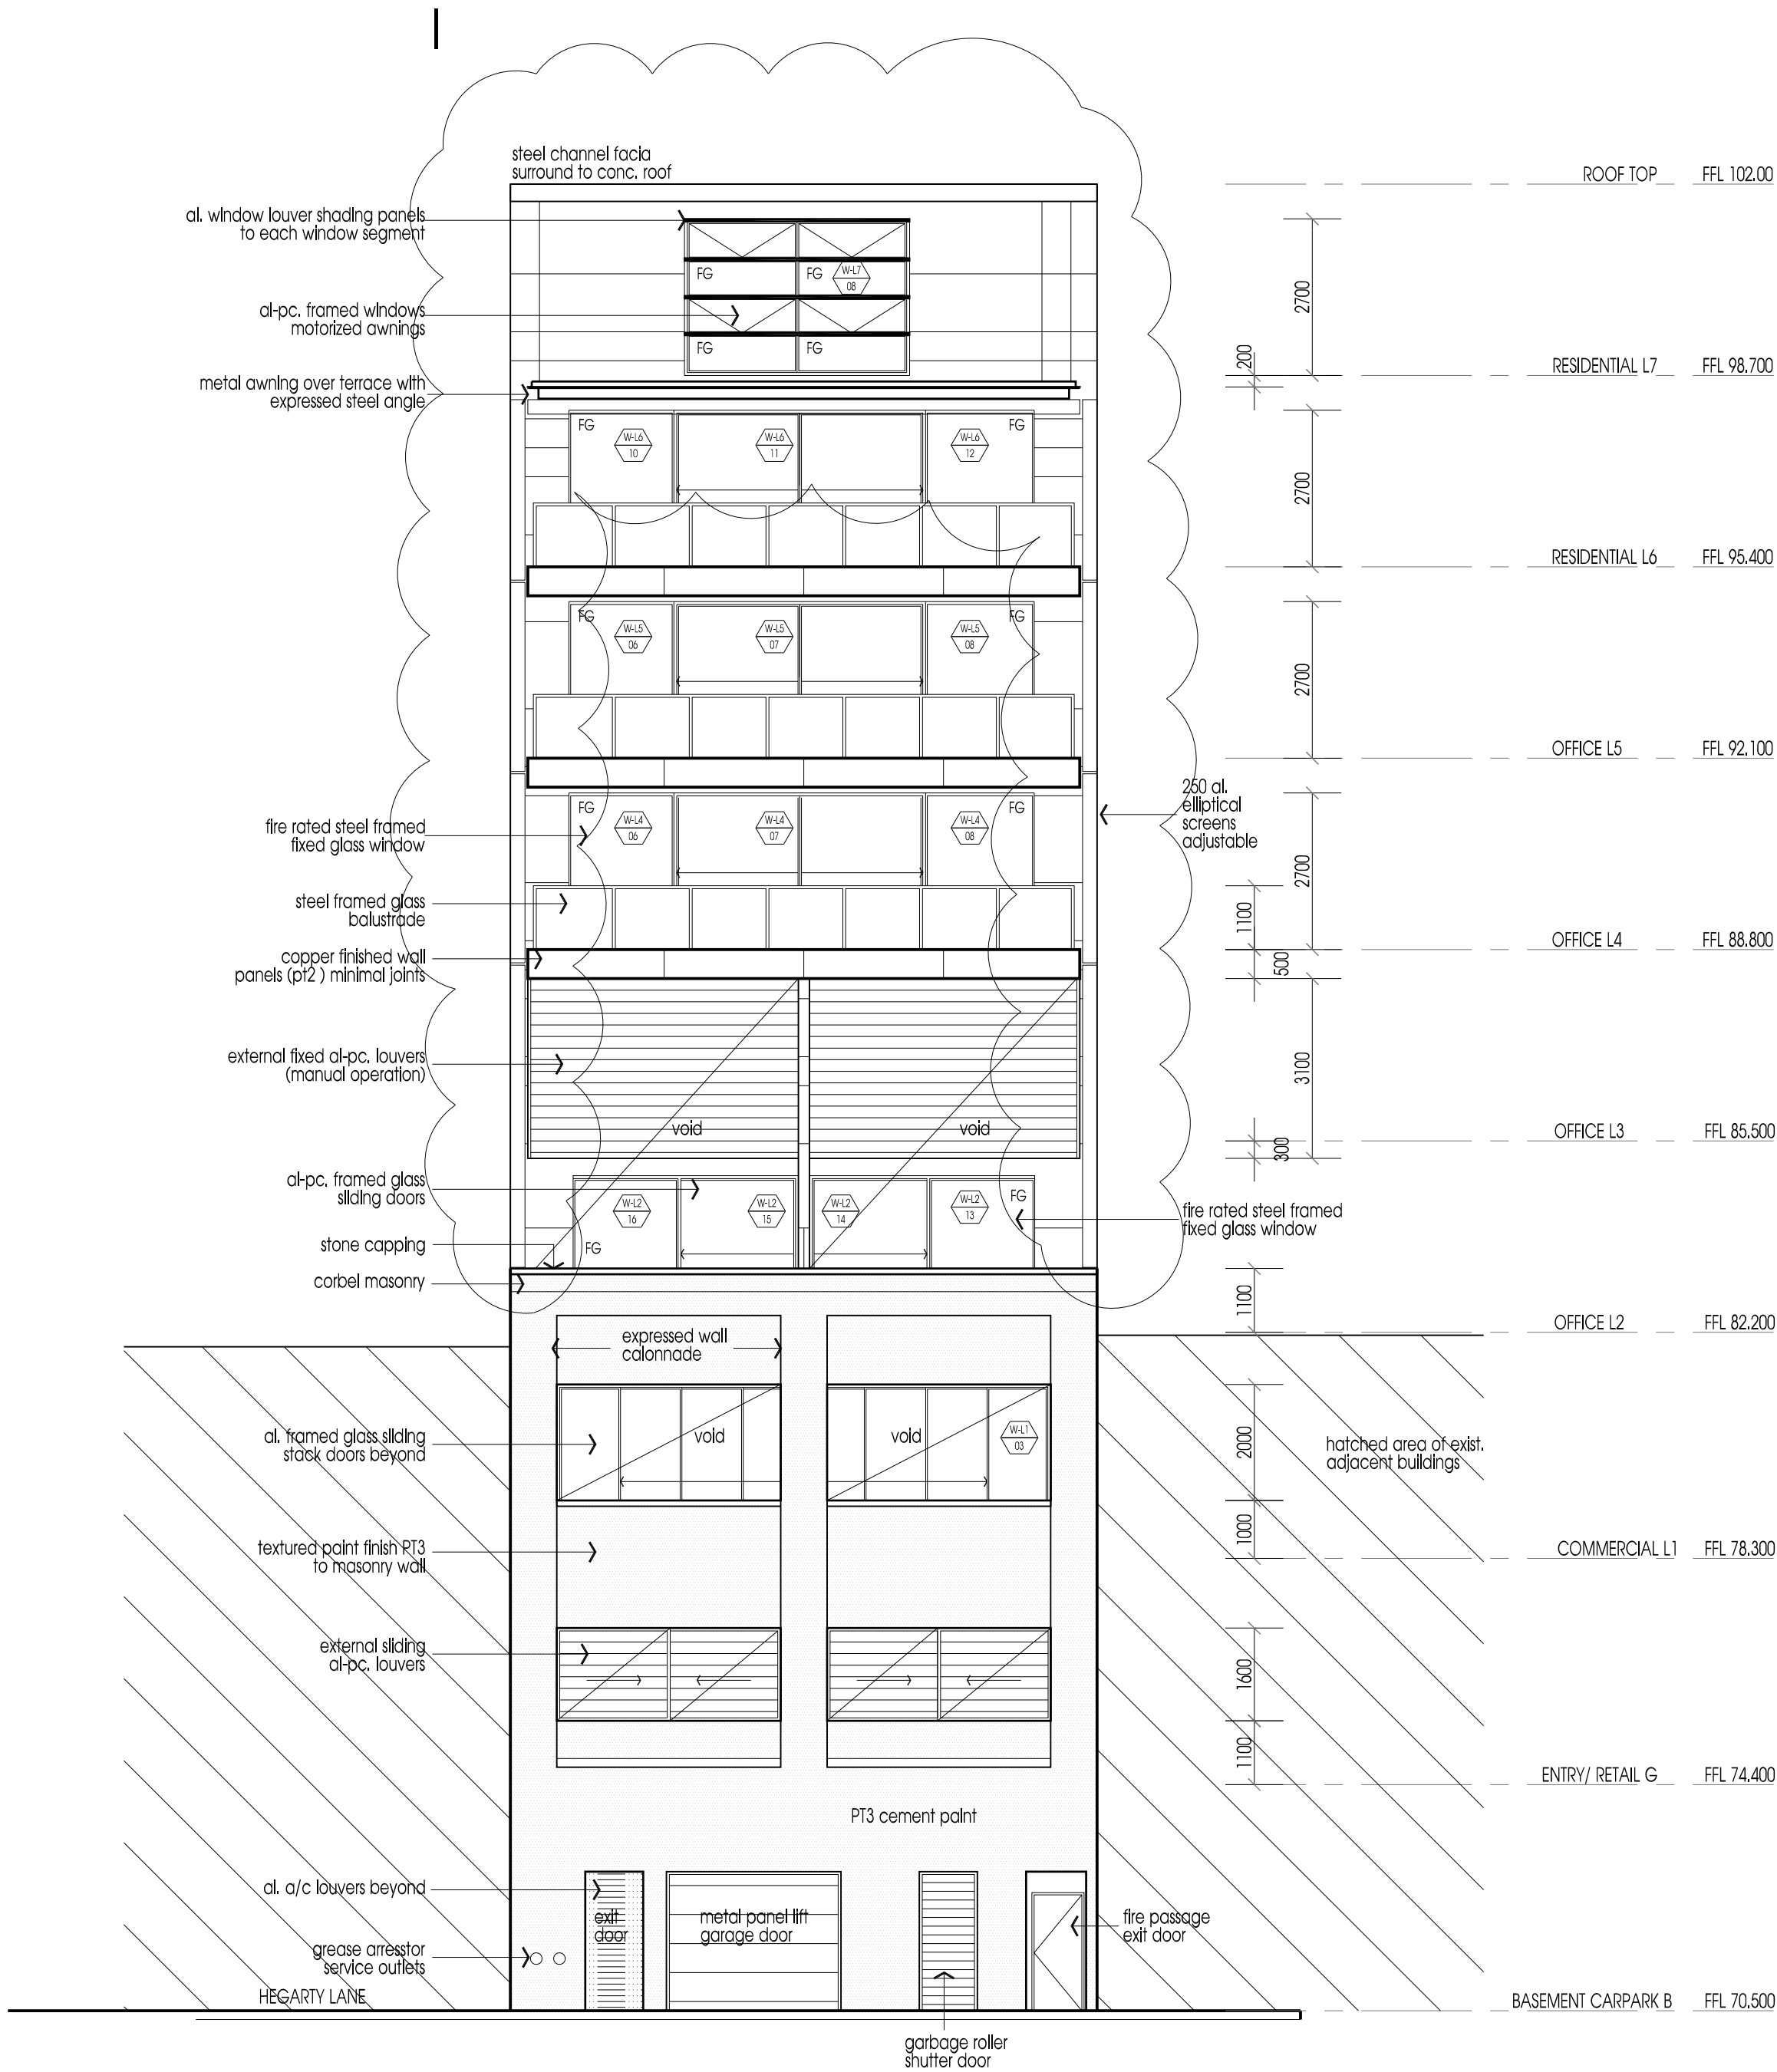 steel channel facia
surround to conc. roof
ROOF TOP FFL 102.00
al. window louver shading panels
to each window segment
FG
FG
W-L7
08
2700
al-pc. framed windows
motorized awnings
FG
FG
200
RESIDENTIAL L7 FFL 98.700
metal awning over terrace with
expressed steel angle
FG
FG
W-L6
10
W-L6
11
W-L6
12
2700
RESIDENTIAL L6 FFL 95.400
FG
FG
W-L5
06
W-L5
07
W-L5
08
2700
OFFICE L5 FFL 92.100
250 al.
elliptical
screens
adjustable
FG
FG
W-L4
06
W-L4
07
W-L4
08
fire rated steel framed
fixed glass window
2700
steel framed glass
balustrade
1100
OFFICE L4 FFL 88.800
copper finished wall
panels (pt2 ) minimal joints
500
external fixed al-pc. louvers
(manual operation)
3100
void
void
OFFICE L3 FFL 85.500
300
al-pc. framed glass
sliding doors
W-L2
16
W-L2
15
W-L2
14
W-L2
13
FG
FG
fire rated steel framed
fixed glass window
stone capping
corbel masonry
1100
OFFICE L2 FFL 82.200
expressed wall
calonnade
al. framed glass sliding
stack doors beyond
void
void
W-L1
03
2000
hatched area of exist.
adjacent buildings
textured paint finish PT3
to masonry wall
1000
COMMERCIAL L1 FFL 78.300
external sliding
al-pc. louvers
1600
1100
ENTRY/ RETAIL G FFL 74.400
PT3 cement paint
al. a/c louvers beyond
exit
door
metal panel lift
garage door
fire passage
exit door
grease arresstor
service outlets
HEGARTY LANE
BASEMENT CARPARK B FFL 70.500
garbage roller
shutter door